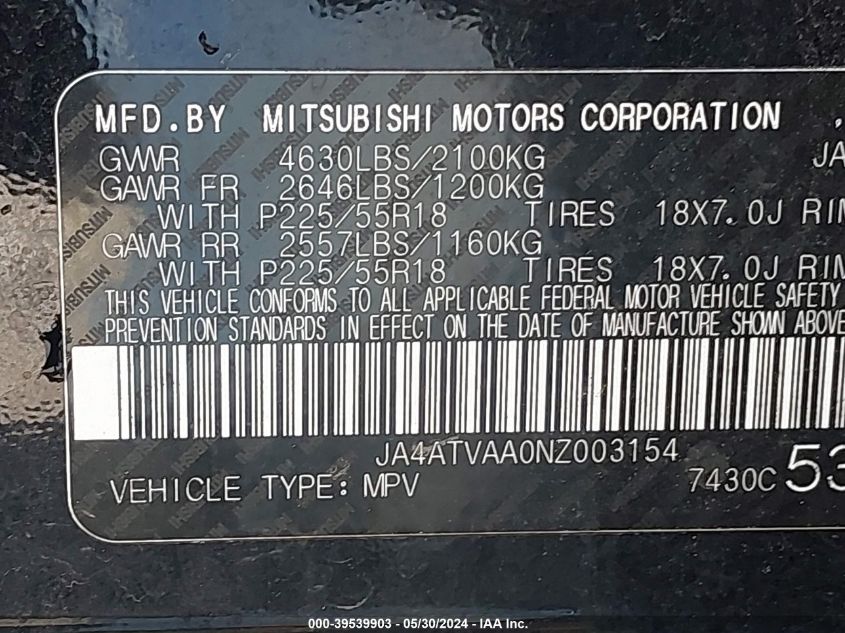 MFD.BY MITSUBISHI MOTORS CORPORATION
GVWR 4630LBS/2100KG JA
GAWR FR 2646LBS/1200KG
WITH P225/55R18 TIRES 18X7.0J RIM
GAWR RR 2557LBS/1160KG
WITH P225/55R18 TIRES 18X7.0J RIM
THIS VEHICLE CONFORMS TO ALL APPLICABLE FEDERAL MOTOR VEHICLE SAFETY
PREVENTION STANDARDS IN EFFECT ON THE DATE OF MANUFACTURE SHOWN ABOVE
JA4ATVAA0NZ003154
VEHICLE TYPE: MPV 7430C 53
000-39539903 - 05/30/2024 - IAA Inc.